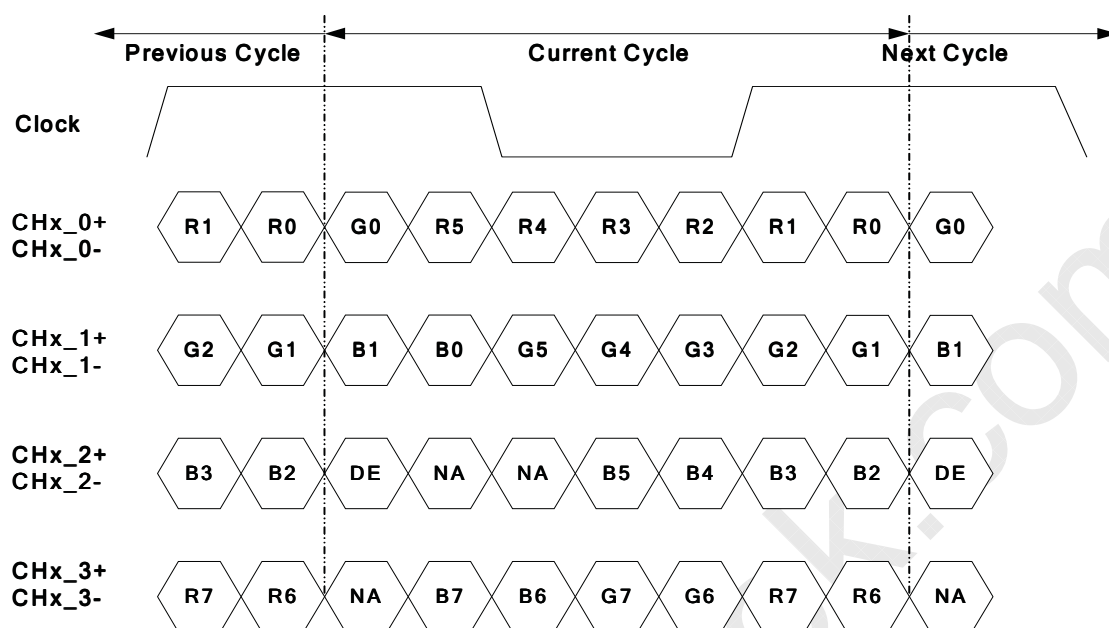 Previous Cycle Current Cycle Next Cycle
Clock
CHx_0+
CHx_0-
R1 R0 G0 R5 R4 R3 R2 R1 R0 G0
CHx_1+
CHx_1-
G2 G1 B1 B0 G5 G4 G3 G2 G1 B1
CHx_2+
CHx_2-
B3 B2 DE NA NA B5 B4 B3 B2 DE
CHx_3+
CHx_3-
R7 R6 NA B7 B6 G7 G6 R7 R6 NA
k.com